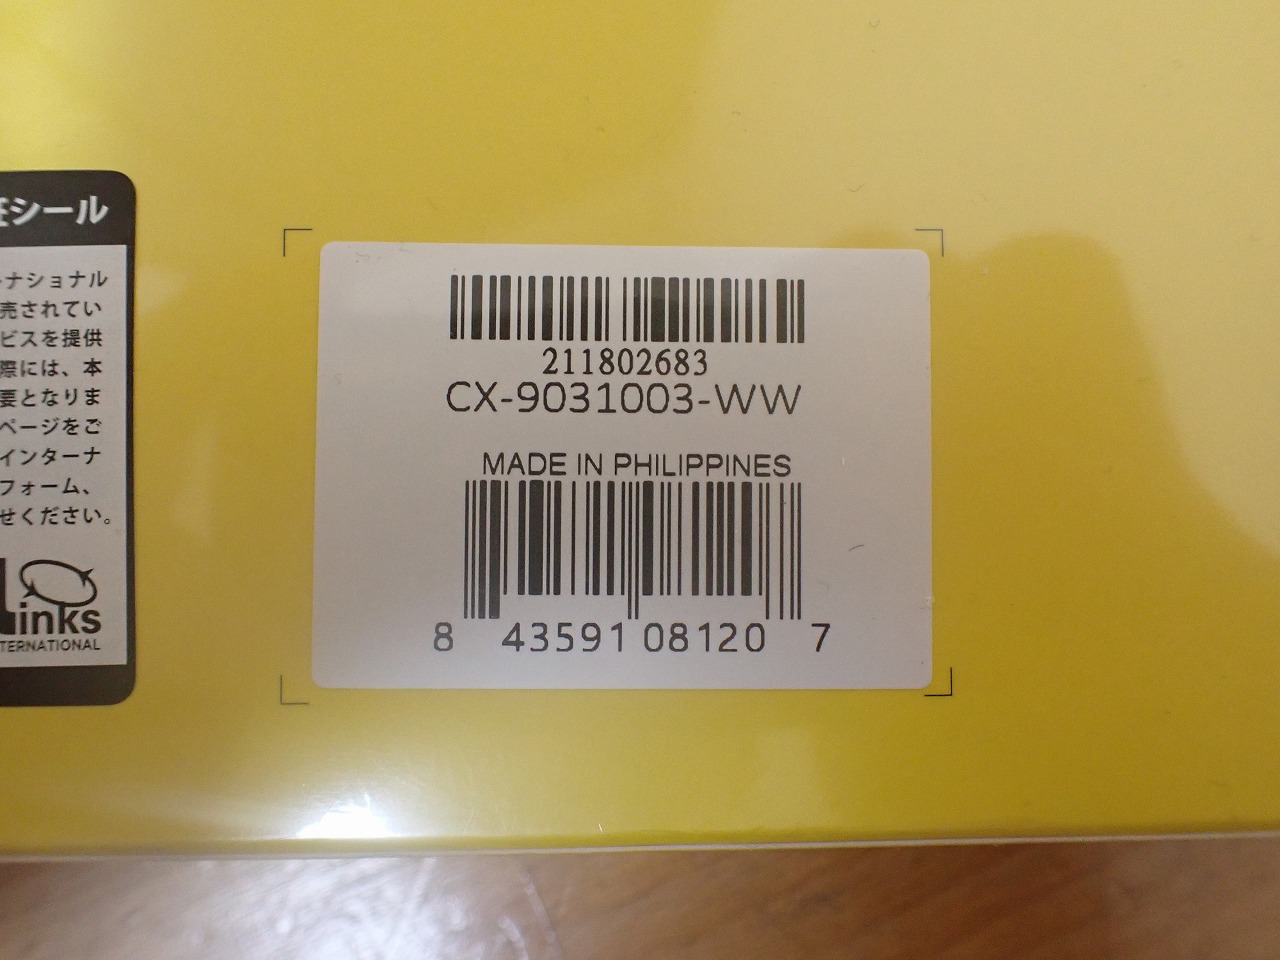 証シール
ナショナル
売されてい
ビスを提供
際には、本
要となりま
ページをご
インターナ
フォーム、
せください。
Links
TERNATIONAL
211802683
CX-9031003-WW
MADE IN PHILIPPINES
8 43591 08120 7